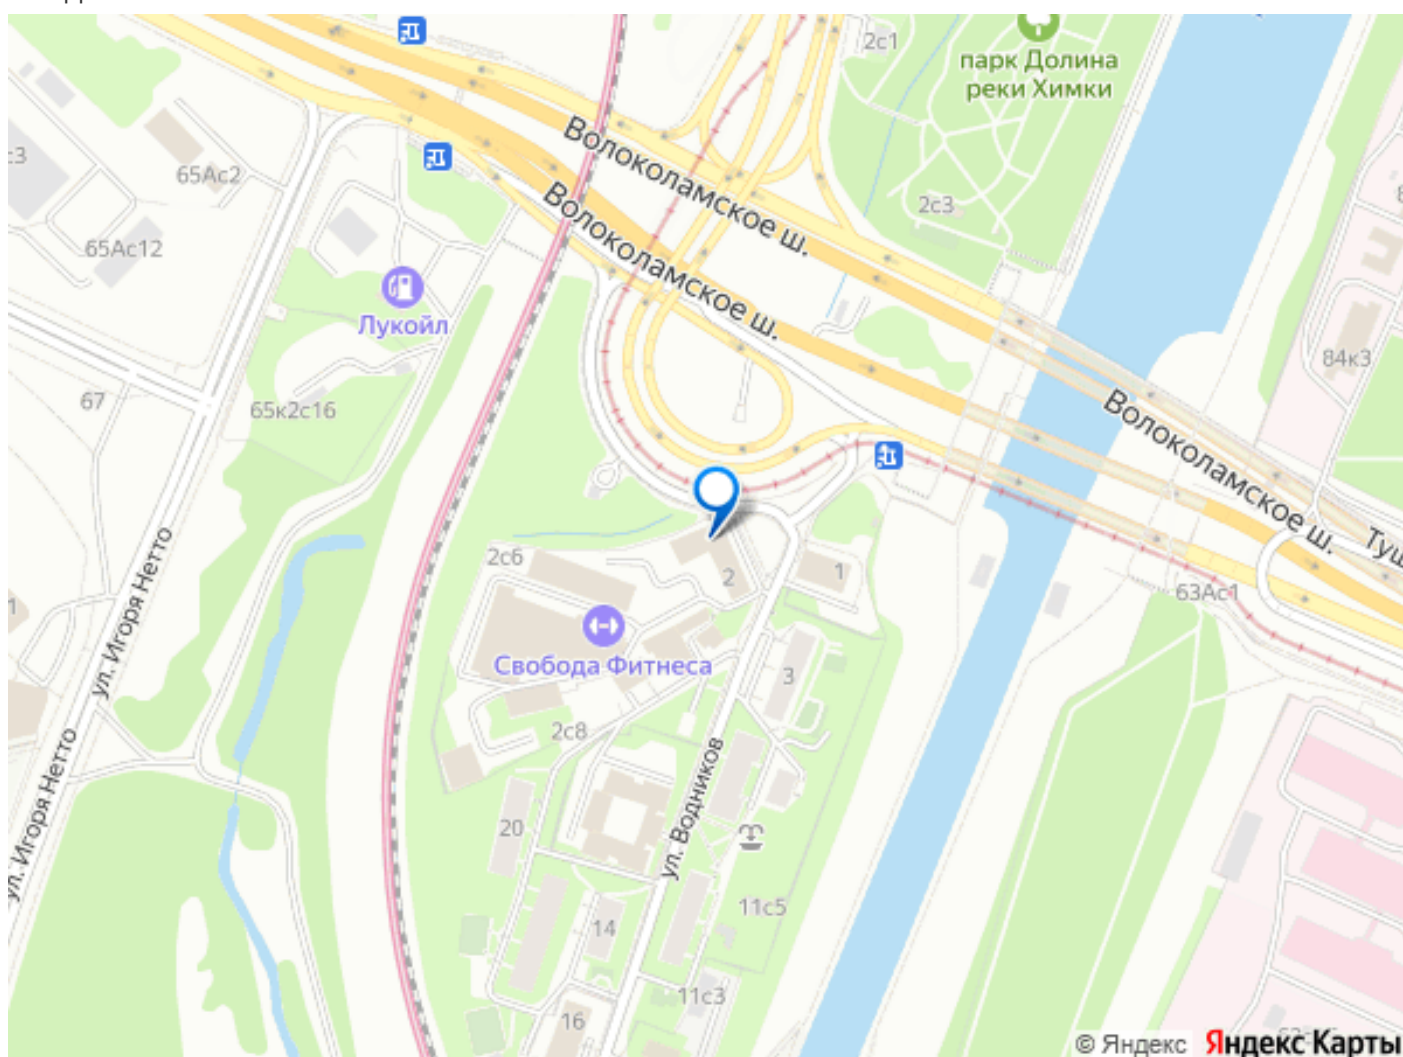 2с1
парк Долина
реки Химки
Волоколамское ш.
65Ас2
2с3
Волоколамское ш.
65Ас12
Лукойл
84к3
67
65к2с16
Волоколамское ш.
ул. Игоря Нетто
2с6
2
1
63Ас1
Свобода Фитнеса
3
2с8
ул. Игоря Нетто
ул. Водников
20
11с5
14
11с3
16
© Яндекс Яндекс Карты